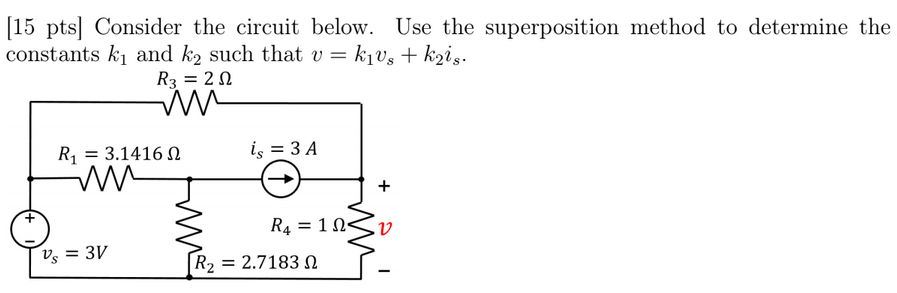 [15 pts] Consider the circuit below. Use the superposition method to determine the
constants k₁ and k₂ such that v = k₁vₛ + k₂iₛ.
R₃ = 2 Ω
R₁ = 3.1416 Ω
iₛ = 3 A
+
+
R₄ = 1 Ω
v
−
vₛ = 3V
R₂ = 2.7183 Ω
−